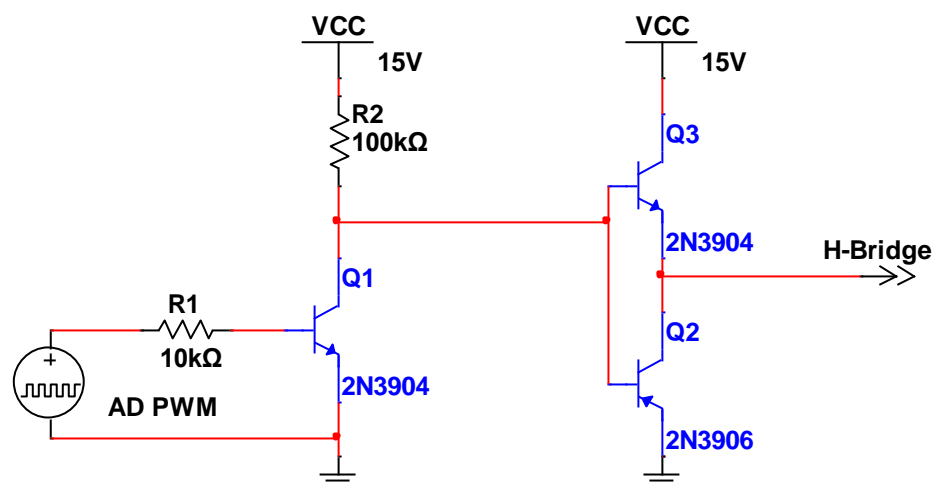 VCC
15V
R2
100kΩ
Q1
R1
10kΩ
2N3904
+
AD PWM
VCC
15V
Q3
2N3904
H-Bridge
Q2
2N3906